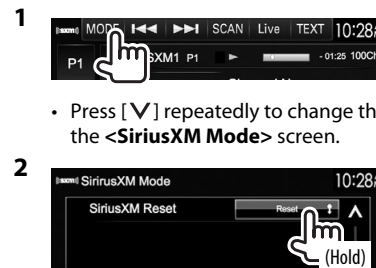 1
MODE SCAN Live TEXT 10:28
P1 SXM1 P1 - 01:25 100Ch
• Press [ ∨ ] repeatedly to change th
the <SiriusXM Mode> screen.
2
SirirusXM Mode 10:28
SiriusXM Reset Reset
(Hold)